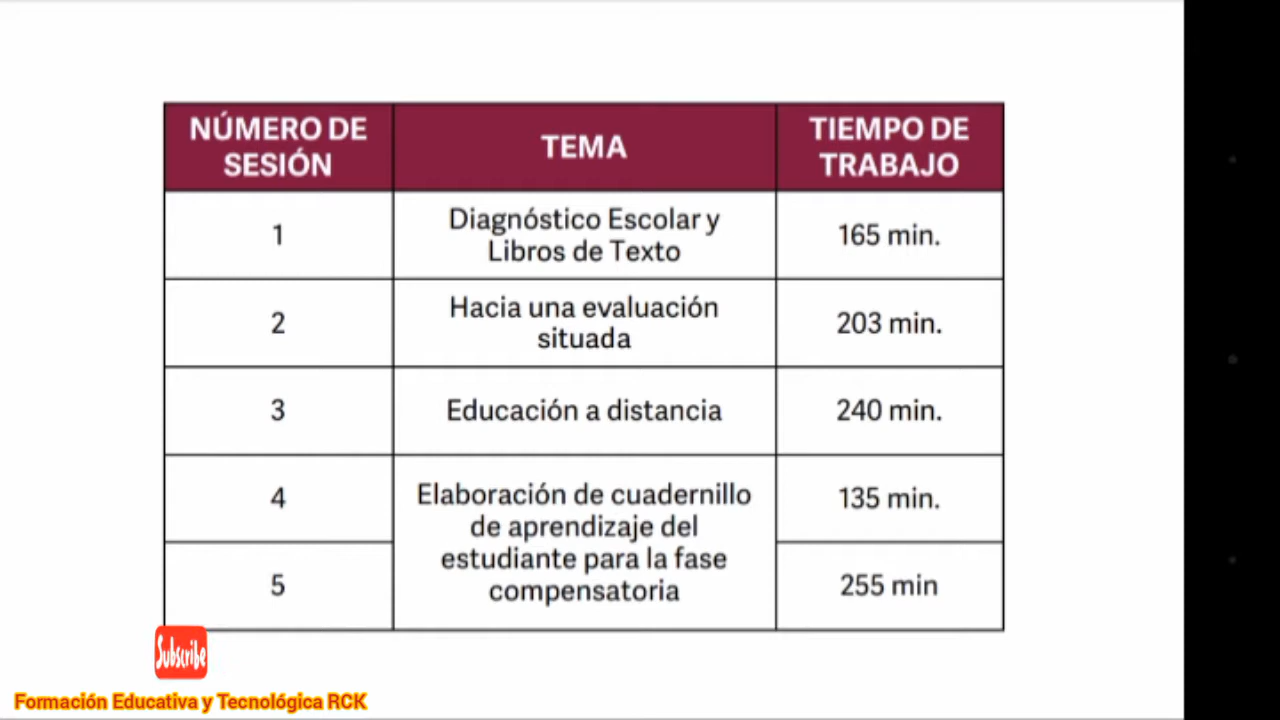 NÚMERO DE
SESIÓN
TEMA
TIEMPO DE
TRABAJO
1
Diagnóstico Escolar y
Libros de Texto
165 min.
2
Hacia una evaluación
situada
203 min.
3
Educación a distancia
240 min.
4
Elaboración de cuadernillo
de aprendizaje del
estudiante para la fase
compensatoria
135 min.
5
255 min
Subscribe
Formación Educativa y Tecnológica RCK